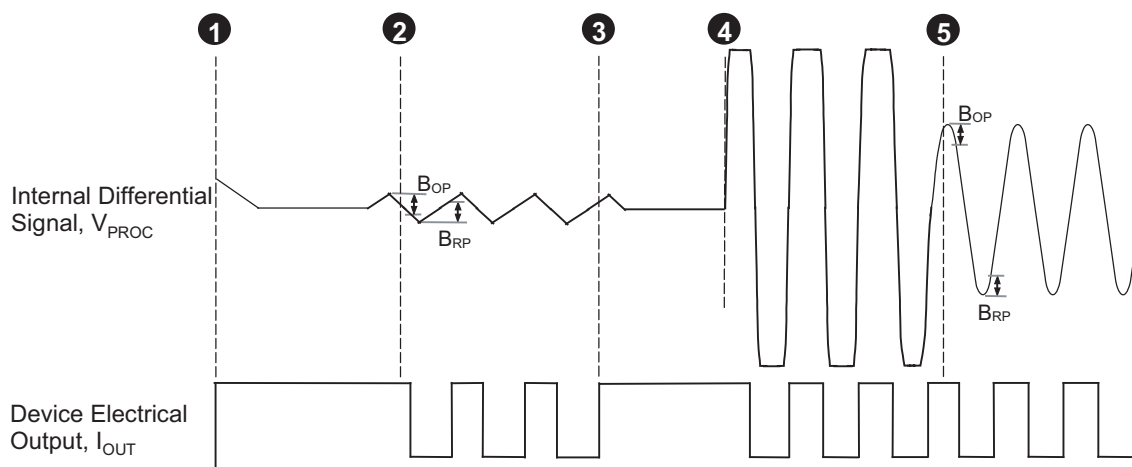 1
2
3
4
5
B_OP
B_OP
Internal Differential
Signal, V_PROC
B_RP
B_RP
Device Electrical
Output, I_OUT